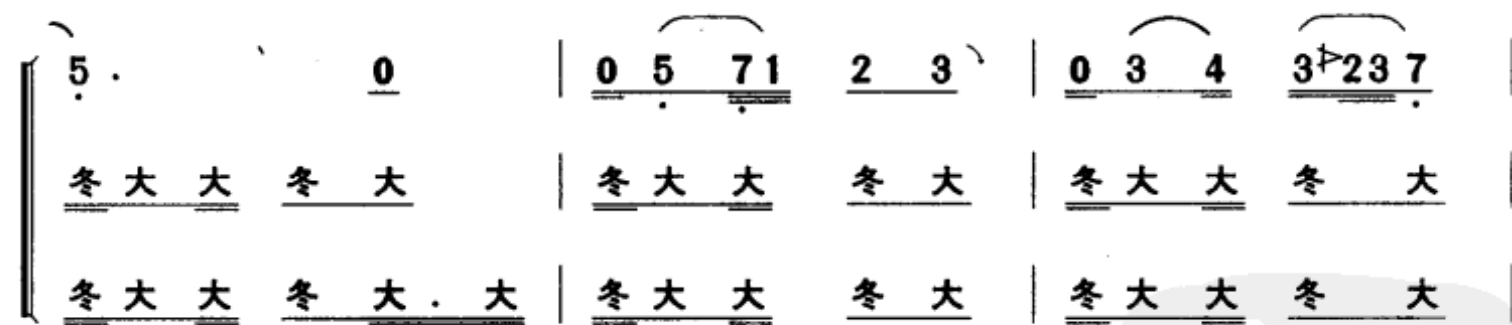 5 . 0 | 0 5 7 1 2 3 | 0 3 4 3 2 3 7 |
冬 大 大 冬 大 | 冬 大 大 冬 大 | 冬 大 大 冬 大 |
冬 大 大 冬 大 . 大 | 冬 大 大 冬 大 | 冬 大 大 冬 大 |